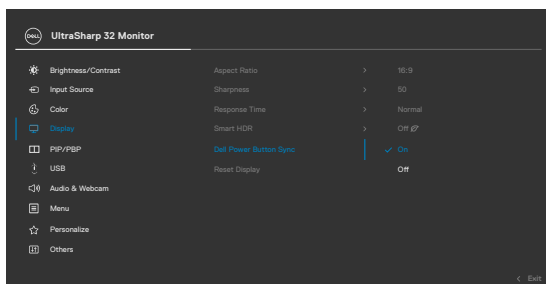 DELL UltraSharp 32 Monitor
Brightness/Contrast Aspect Ratio > 16:9
Input Source Sharpness > 50
Color Response Time > Normal
Display Smart HDR > Off
PIP/PBP Dell Power Button Sync On
USB Reset Display Off
Audio & Webcam
Menu
Personalize
Others
< Exit